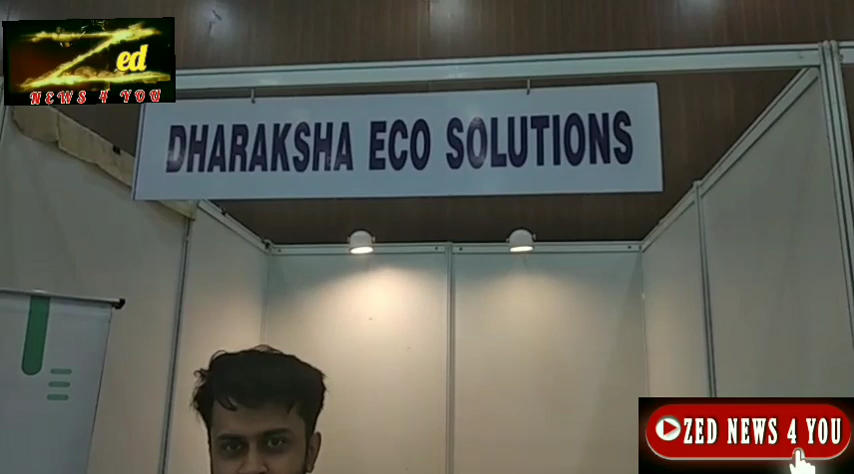 Zed
NEWS 4 YOU
DHARAKSHA ECO SOLUTIONS
ZED NEWS 4 YOU